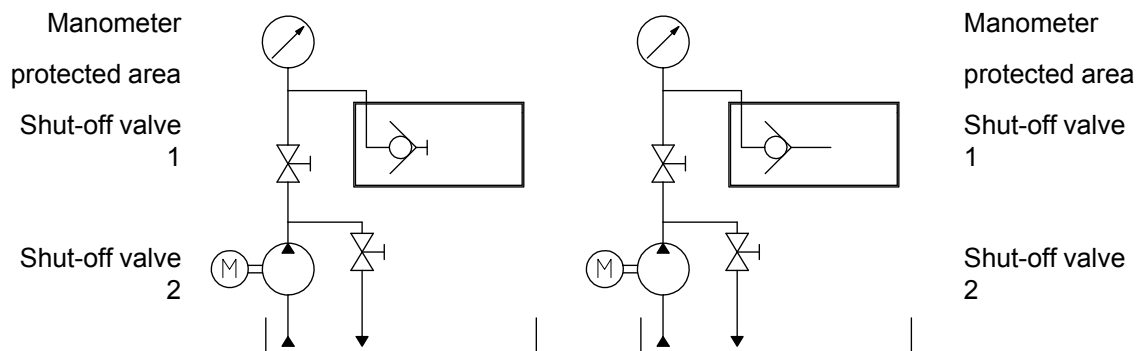 Manometer
protected area
Shut-off valve
1
Shut-off valve
2
M
M
Manometer
protected area
Shut-off valve
1
Shut-off valve
2